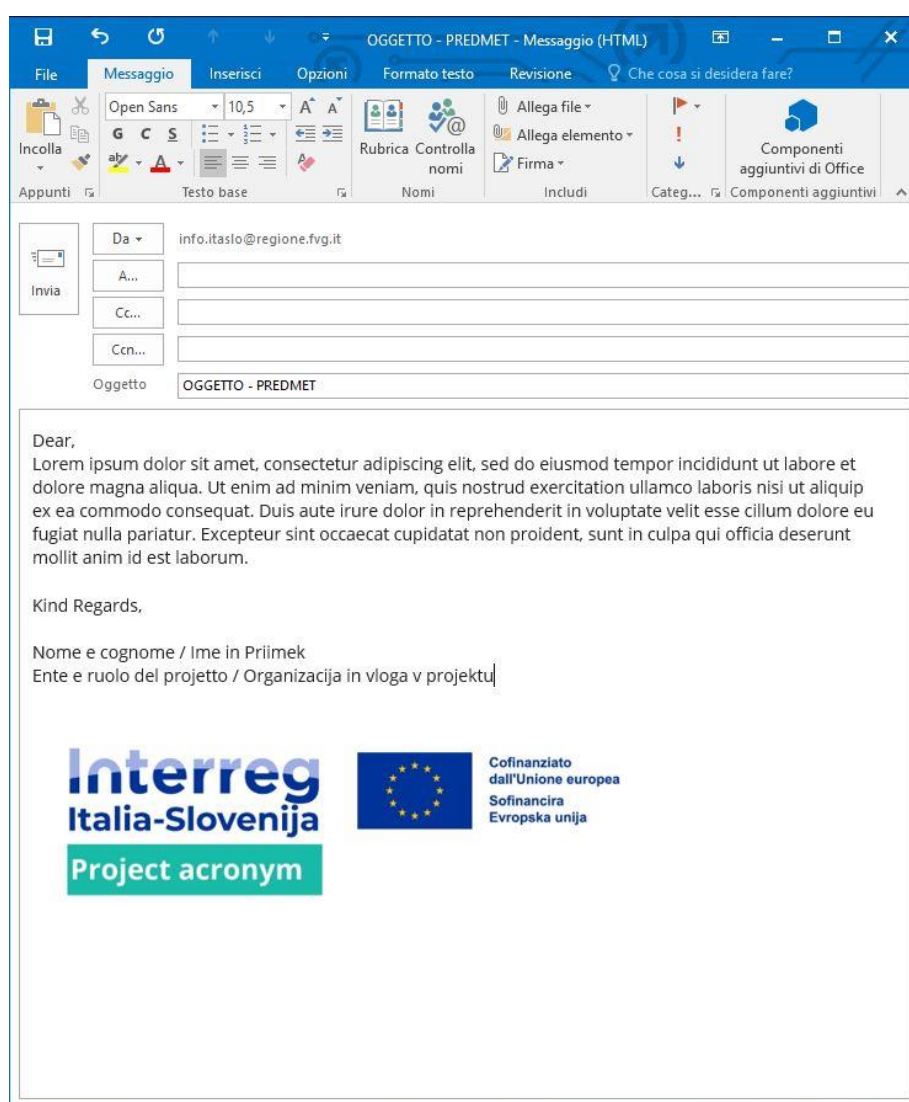 OGGETTO - PREDMET - Messaggio (HTML)
File Messaggio Inserisci Opzioni Formato testo Revisione Che cosa si desidera fare?
Open Sans 10,5 A A Allega file
Incolla G C S Rubrica Controlla nomi Allega elemento Componenti aggiuntivi di Office
ab A Firma
Appunti Testo base Nomi Includi Categ... Componenti aggiuntivi
Da info.itaslo@regione.fvg.it
Invia
A...
Cc...
Ccn...
Oggetto OGGETTO - PREDMET
Dear,
Lorem ipsum dolor sit amet, consectetur adipiscing elit, sed do eiusmod tempor incididunt ut labore et
dolore magna aliqua. Ut enim ad minim veniam, quis nostrud exercitation ullamco laboris nisi ut aliquip
ex ea commodo consequat. Duis aute irure dolor in reprehenderit in voluptate velit esse cillum dolore eu
fugiat nulla pariatur. Excepteur sint occaecat cupidatat non proident, sunt in culpa qui officia deserunt
mollit anim id est laborum.
Kind Regards,
Nome e cognome / Ime in Priimek
Ente e ruolo del projetto / Organizacija in vloga v projektu
Interreg
Italia-Slovenija
Project acronym
Cofinanziato
dall'Unione europea
Sofinancira
Evropska unija